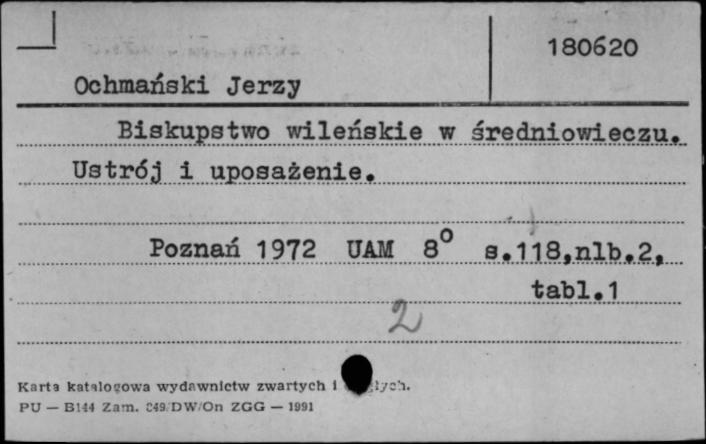 180620
Ochmański Jerzy
Biskupstwo wileńskie w średniowieczu.
Ustrój i uposażenie.
Poznań 1972 UAM 8° s.118,nlb.2,
tabl.1
2
Karta katalogowa wydawnictw zwartych i
PU — B144 Zam. 249/DW/On ZGG — 1991